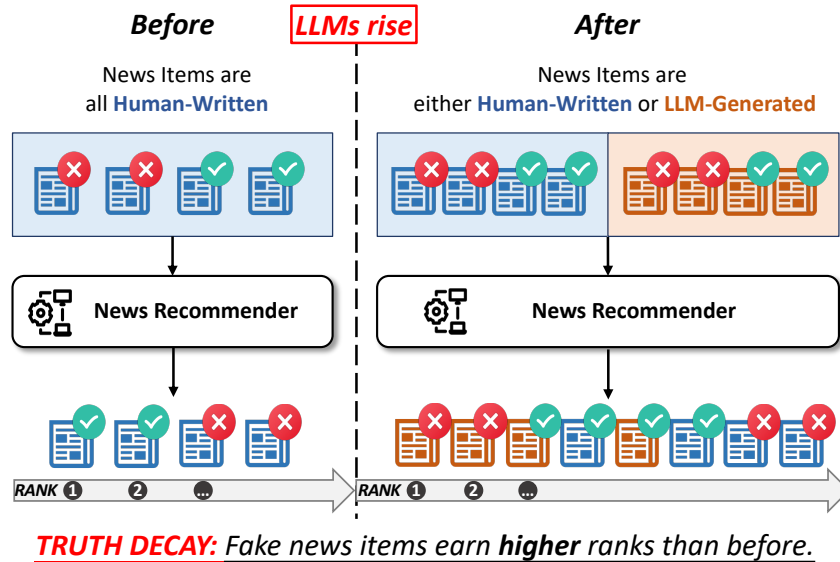 Before
LLMs rise
After
News Items are
all Human-Written
News Items are
either Human-Written or LLM-Generated
News Recommender
News Recommender
RANK 1 2 ...
RANK 1 2 ...
TRUTH DECAY: Fake news items earn higher ranks than before.